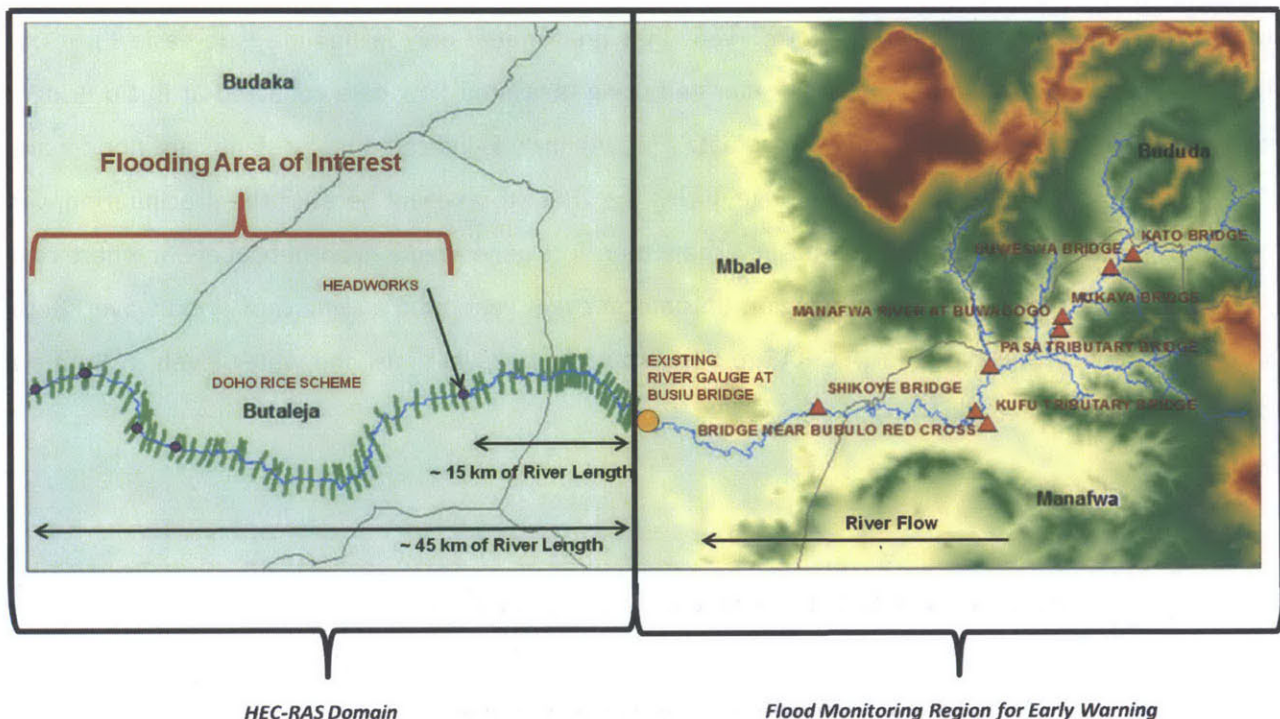 Budaka
Flooding Area of Interest
HEADWORKS
DOHO RICE SCHEME
Butaleja
~ 15 km of River Length
~ 45 km of River Length
EXISTING
RIVER GAUGE AT
BUSIU BRIDGE
Mbale
Bududa
KATO BRIDGE
BRIDGE
MUKAYA BRIDGE
MANAFWA RIVER AT BUWAGOGO
PASA TRIBUTARY BRIDGE
SHIKOYE BRIDGE
KUFU TRIBUTARY BRIDGE
BRIDGE NEAR BUBULO RED CROSS
Manafwa
River Flow
HEC-RAS Domain
Flood Monitoring Region for Early Warning